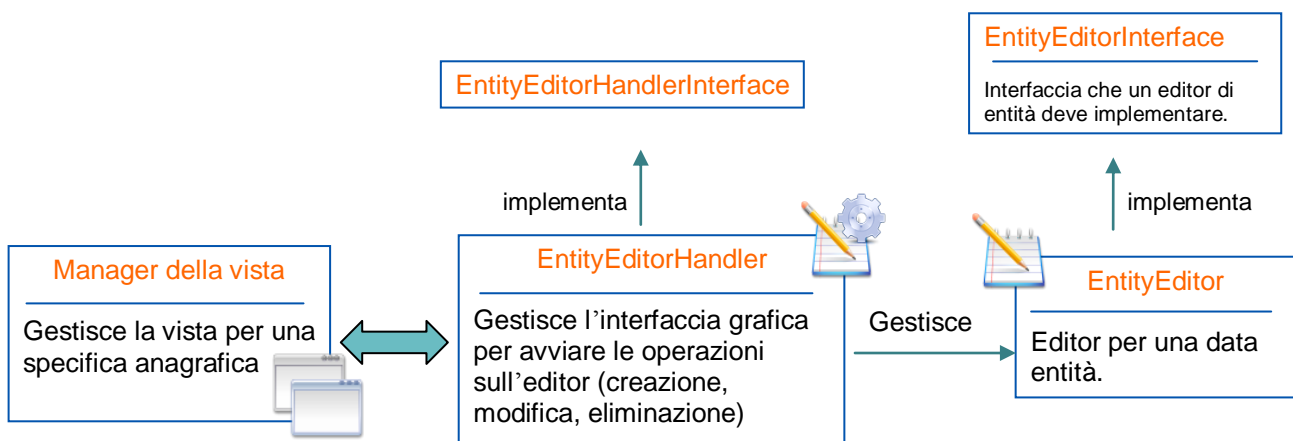 EntityEditorInterface
Interfaccia che un editor di
entità deve implementare.
EntityEditorHandlerInterface
implementa
implementa
Manager della vista
Gestisce la vista per una
specifica anagrafica
EntityEditorHandler
Gestisce l’interfaccia grafica
per avviare le operazioni
sull’editor (creazione,
modifica, eliminazione)
Gestisce
EntityEditor
Editor per una data
entità.